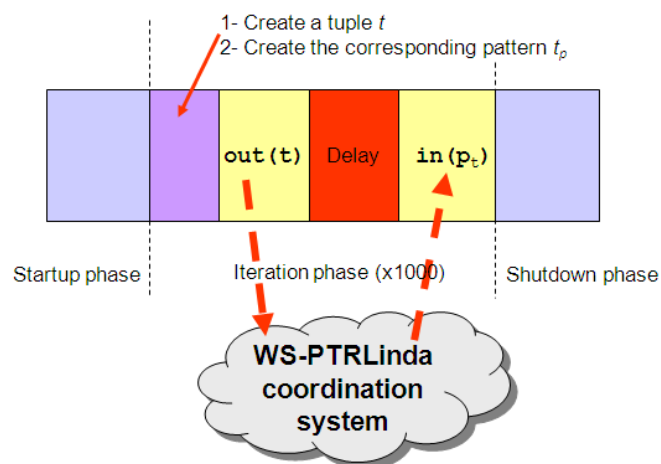 1- Create a tuple t
2- Create the corresponding pattern tₚ
out(t) Delay in(pₜ)
Startup phase Iteration phase (x1000) Shutdown phase
WS-PTRLinda
coordination
system